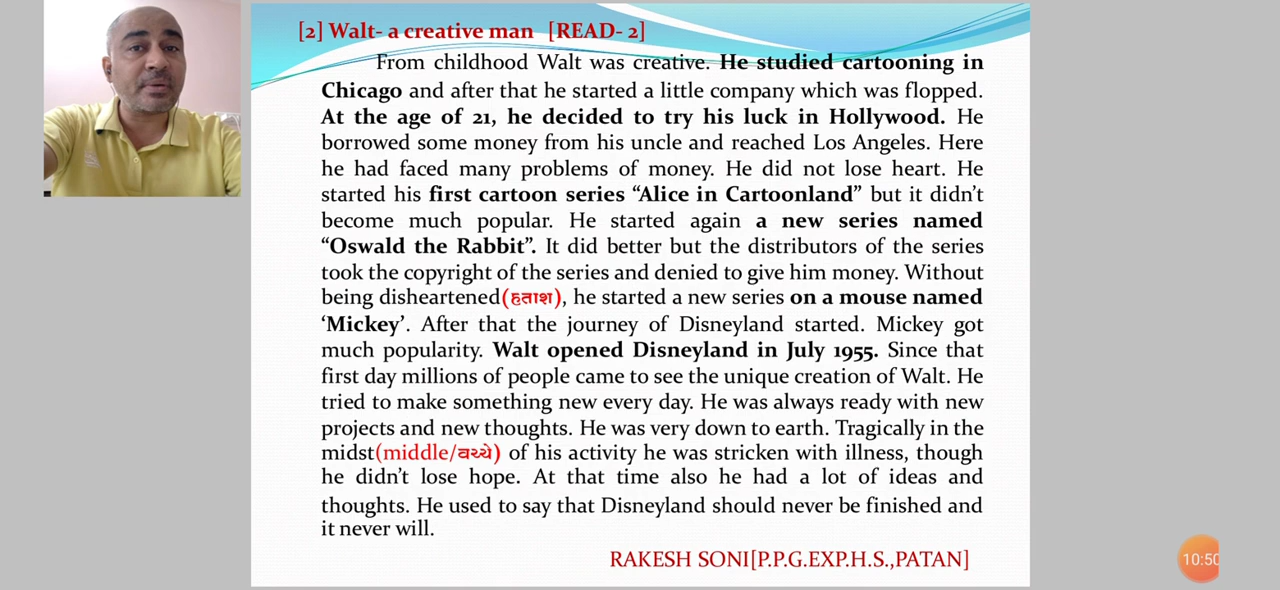 [2] Walt- a creative man [READ- 2]
From childhood Walt was creative. He studied cartooning in
Chicago and after that he started a little company which was flopped.
At the age of 21, he decided to try his luck in Hollywood. He
borrowed some money from his uncle and reached Los Angeles. Here
he had faced many problems of money. He did not lose heart. He
started his first cartoon series “Alice in Cartoonland” but it didn’t
become much popular. He started again a new series named
“Oswald the Rabbit”. It did better but the distributors of the series
took the copyright of the series and denied to give him money. Without
being disheartened(હતાશ), he started a new series on a mouse named
‘Mickey’. After that the journey of Disneyland started. Mickey got
much popularity. Walt opened Disneyland in July 1955. Since that
first day millions of people came to see the unique creation of Walt. He
tried to make something new every day. He was always ready with new
projects and new thoughts. He was very down to earth. Tragically in the
midst(middle/વચ્ચે) of his activity he was stricken with illness, though
he didn’t lose hope. At that time also he had a lot of ideas and
thoughts. He used to say that Disneyland should never be finished and
it never will.
RAKESH SONI[P.P.G.EXP.H.S.,PATAN]
10:50